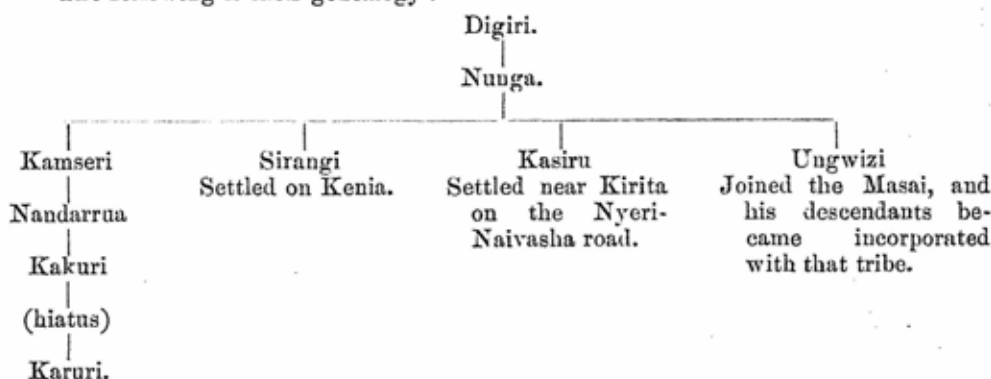 Digiri.
Nunga.
Kamseri
Sirangi
Kasiru
Ungwizi
Settled on Kenia.
Settled near Kirita
on the Nyeri-
Naivasha road.
Joined the Masai, and
his descendants be-
came incorporated
with that tribe.
Nandarrua
Kakuri
(hiatus)
Karuri.